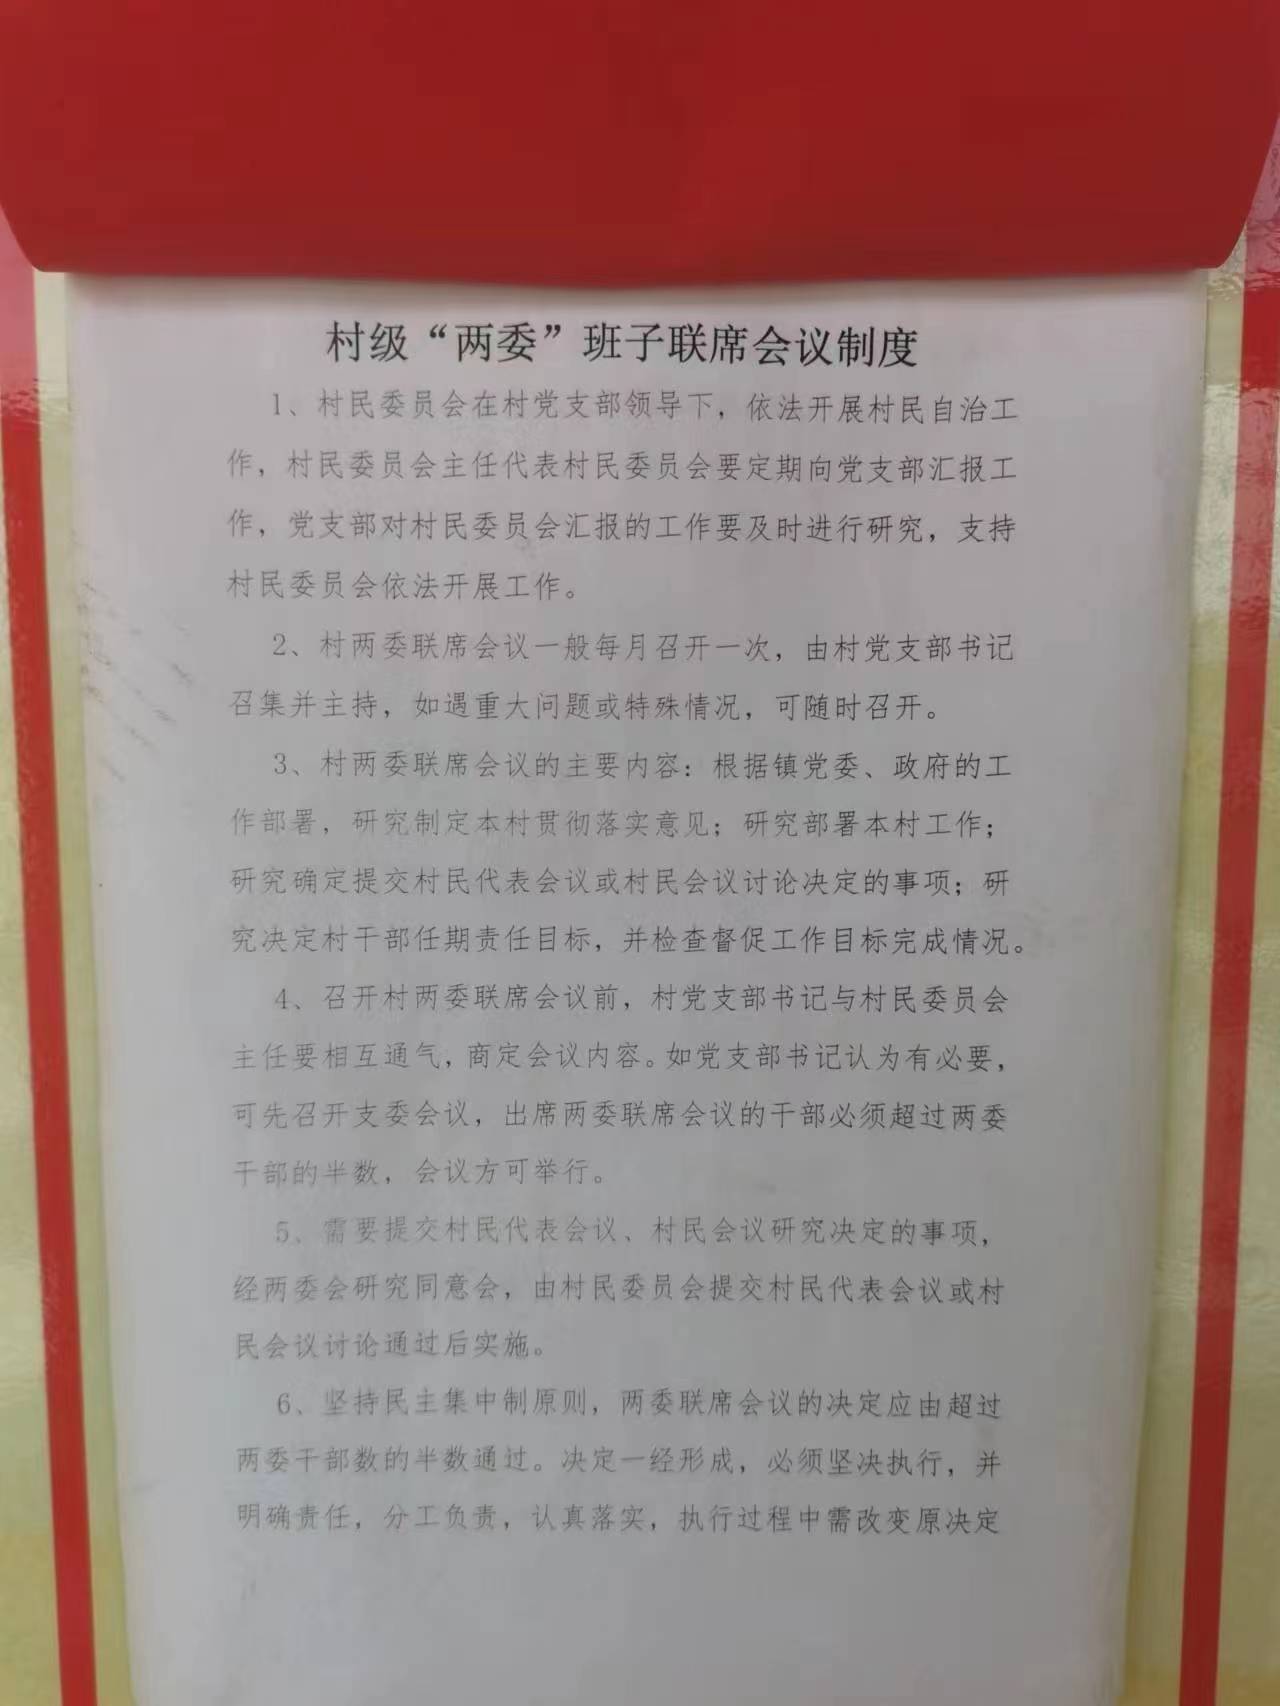 村级“两委”班子联席会议制度
1、村民委员会在村党支部领导下，依法开展村民自治工
作，村民委员会主任代表村民委员会要定期向党支部汇报工
作，党支部对村民委员会汇报的工作要及时进行研究，支持
村民委员会依法开展工作。
2、村两委联席会议一般每月召开一次，由村党支部书记
召集并主持，如遇重大问题或特殊情况，可随时召开。
3、村两委联席会议的主要内容：根据镇党委、政府的工
作部署，研究制定本村贯彻落实意见；研究部署本村工作；
研究确定提交村民代表会议或村民会议讨论决定的事项；研
究决定村干部任期责任目标，并检查督促工作目标完成情况。
4、召开村两委联席会议前，村党支部书记与村民委员会
主任要相互通气，商定会议内容。如党支部书记认为有必要，
可先召开支委会议，出席两委联席会议的干部必须超过两委
干部的半数，会议方可举行。
5、需要提交村民代表会议、村民会议研究决定的事项，
经两委会研究同意会，由村民委员会提交村民代表会议或村
民会议讨论通过后实施。
6、坚持民主集中制原则，两委联席会议的决定应由超过
两委干部数的半数通过。决定一经形成，必须坚决执行，并
明确责任，分工负责，认真落实，执行过程中需改变原决定